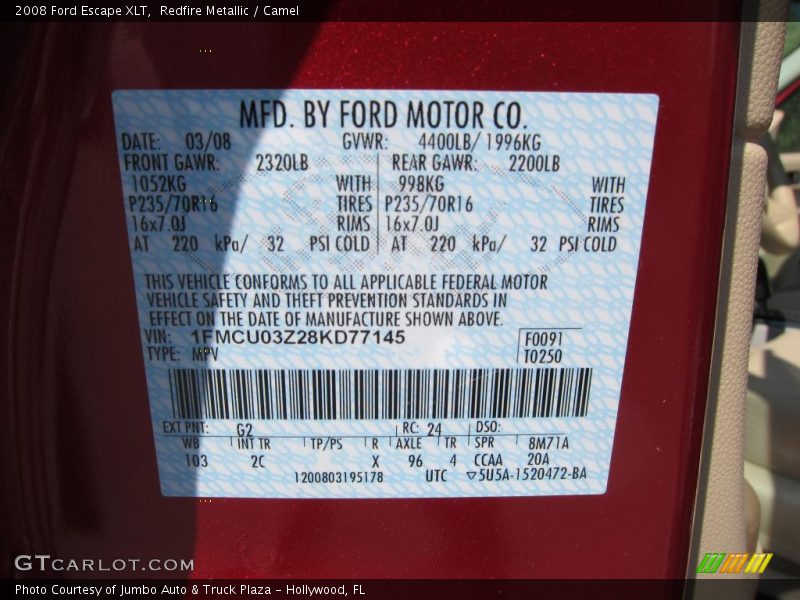 2008 Ford Escape XLT, Redfire Metallic / Camel
MFD. BY FORD MOTOR CO.
DATE: 03/08 GVWR: 4400LB/ 1996KG
FRONT GAWR: 2320LB REAR GAWR: 2200LB
1052KG WITH 998KG WITH
P235/70R16 TIRES P235/70R16 TIRES
16x7.0J RIMS 16x7.0J RIMS
AT 220 kPa/ 32 PSI COLD AT 220 kPa/ 32 PSI COLD
THIS VEHICLE CONFORMS TO ALL APPLICABLE FEDERAL MOTOR
VEHICLE SAFETY AND THEFT PREVENTION STANDARDS IN
EFFECT ON THE DATE OF MANUFACTURE SHOWN ABOVE.
VIN: 1FMCU03Z28KD77145 F0091
TYPE: MPV T0250
EXT PNT: G2 RC: 24 DSO:
WB INT TR TP/PS R AXLE TR SPR 8M71A
103 2C X 96 4 CCAA 20A
1200803195178 UTC ▽5U5A-1520472-BA
GTCARLOT.COM
Photo Courtesy of Jumbo Auto & Truck Plaza - Hollywood, FL